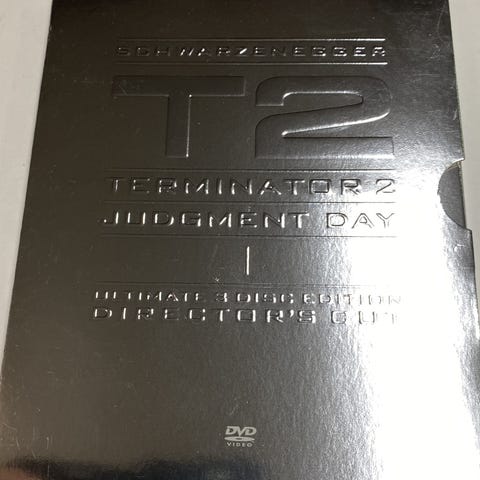 SCHWARZENEGGER
T2
TERMINATOR 2
JUDGMENT DAY
ULTIMATE 3 DISC EDITION
DIRECTOR'S CUT
DVD
VIDEO